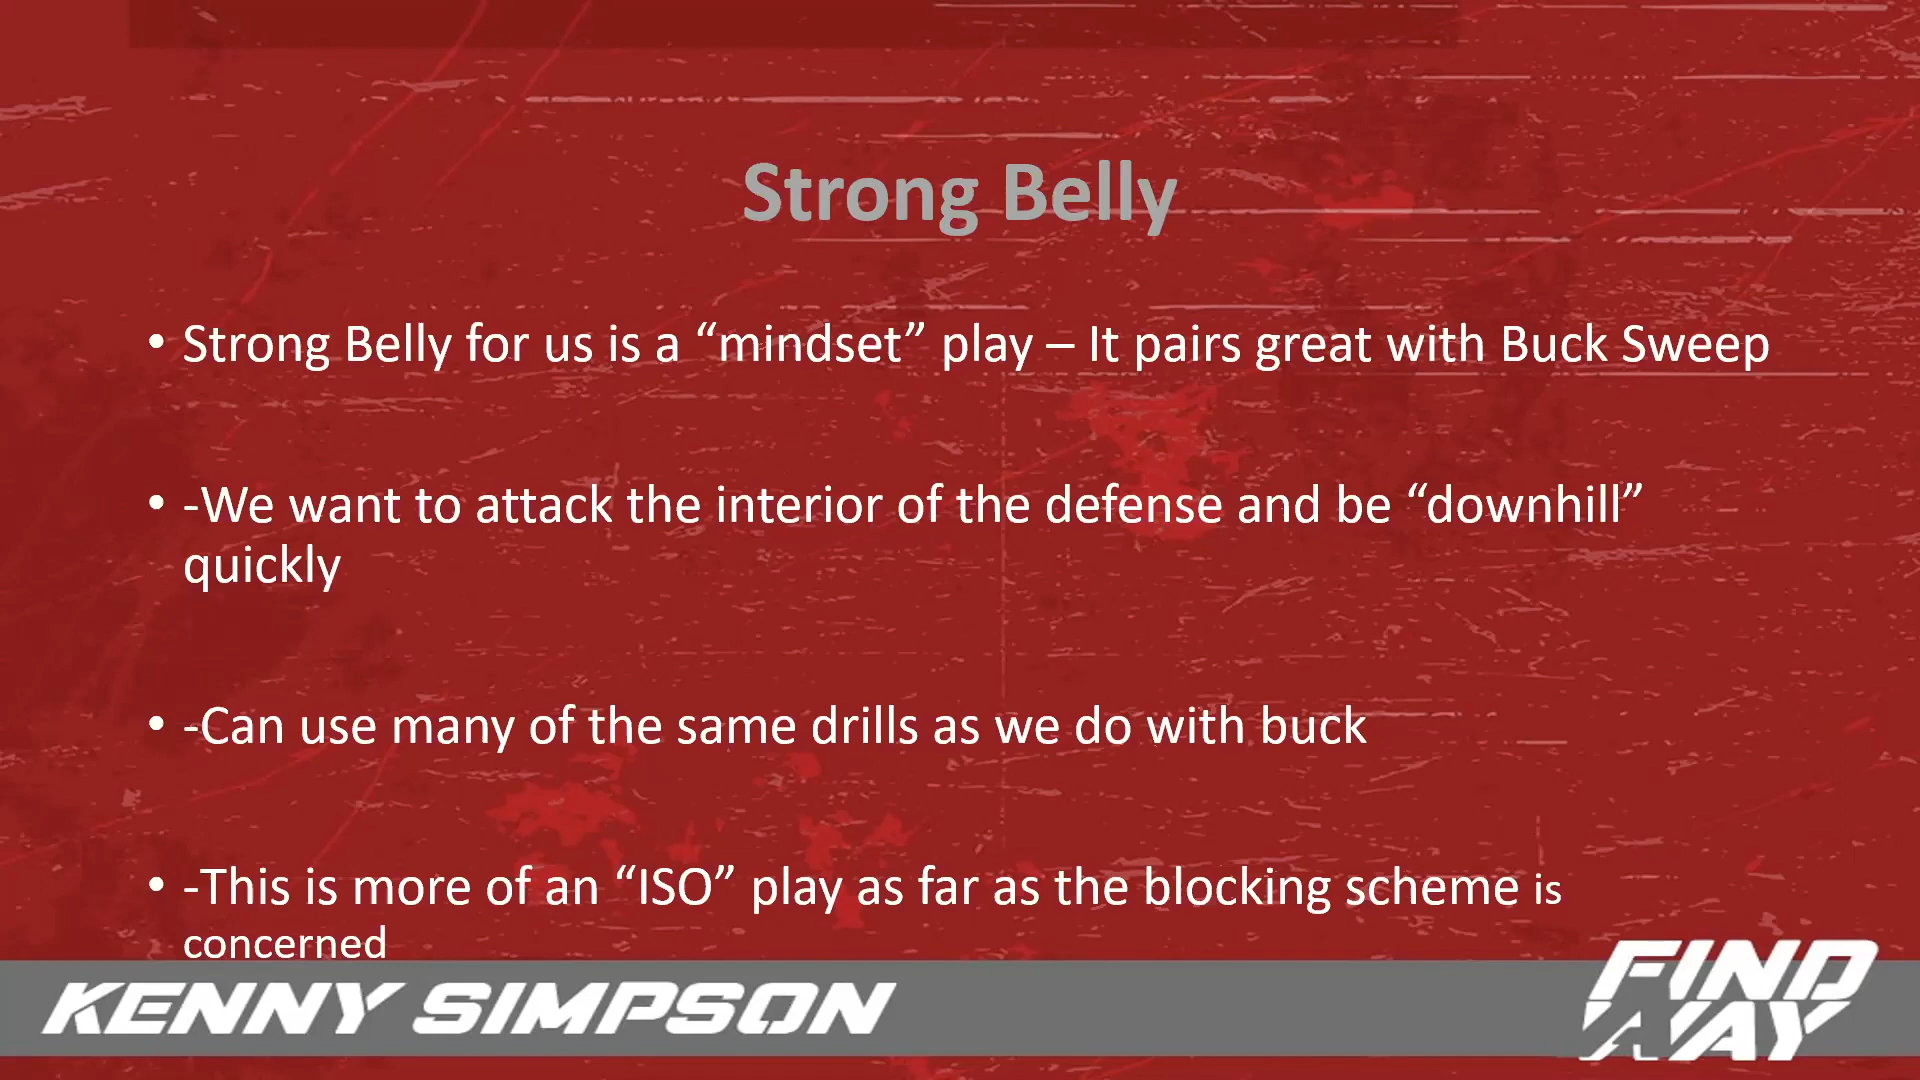 Strong Belly
• Strong Belly for us is a “mindset” play – It pairs great with Buck Sweep
• -We want to attack the interior of the defense and be “downhill”
quickly
• -Can use many of the same drills as we do with buck
• -This is more of an “ISO” play as far as the blocking scheme is
concerned
KENNY SIMPSON
FIND
A WAY